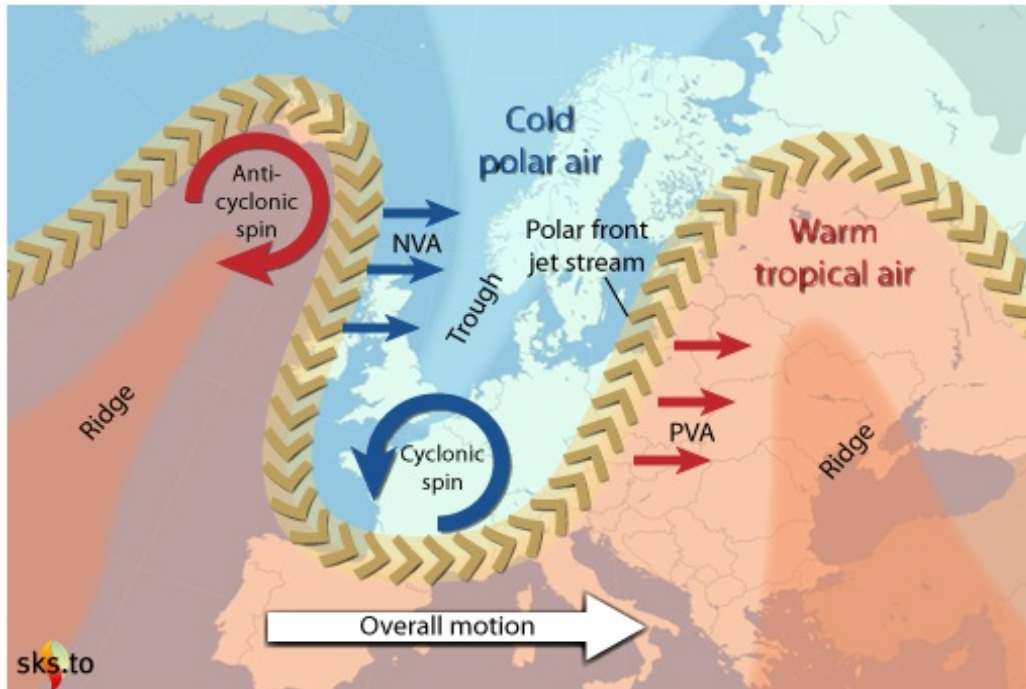 Cold
polar air
Anti-
cyclonic
spin
NVA
Polar front
jet stream
Warm
tropical air
Trough
Ridge
PVA
Ridge
Cyclonic
spin
Overall motion
sks.to